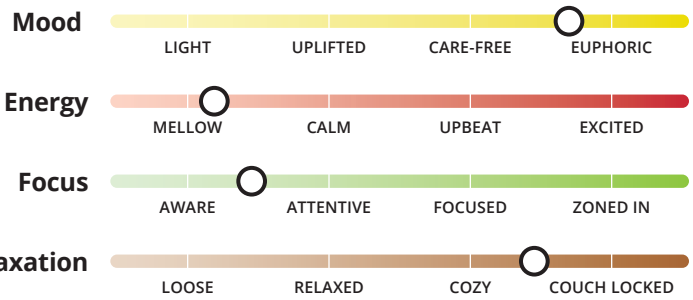 Mood
LIGHT UPLIFTED CARE-FREE EUPHORIC
Energy
MELLOW CALM UPBEAT EXCITED
Focus
AWARE ATTENTIVE FOCUSED ZONED IN
axation
LOOSE RELAXED COZY COUCH LOCKED